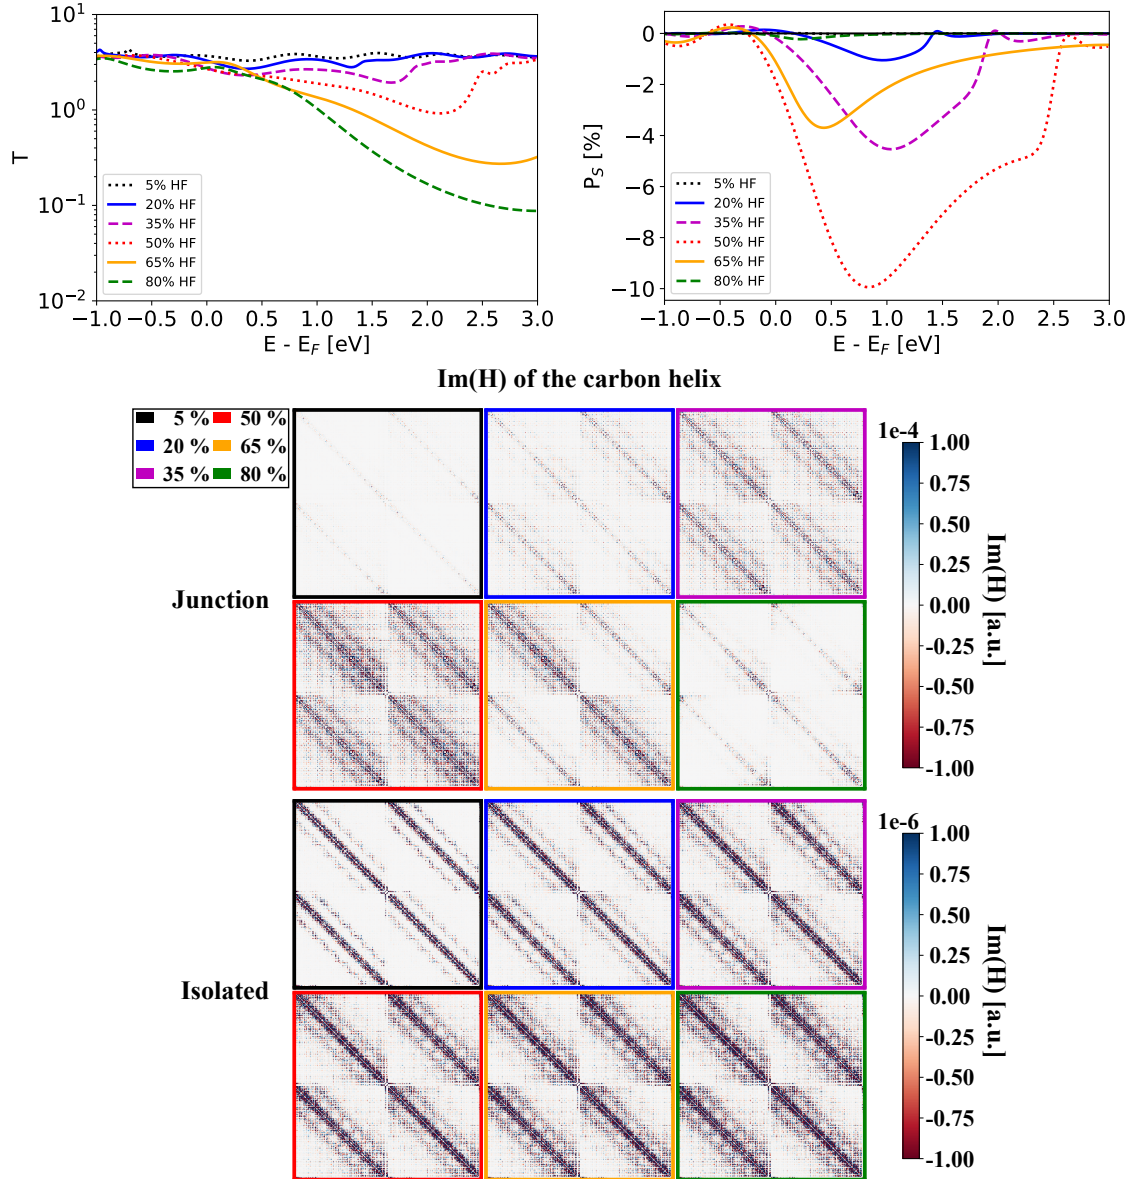 10¹
10⁰
10⁻¹
10⁻²
T
5% HF
20% HF
35% HF
50% HF
65% HF
80% HF
−1.0 −0.5 0.0 0.5 1.0 1.5 2.0 2.5 3.0
E - E_F [eV]
0
−2
−4
−6
−8
−10
P_S [%]
5% HF
20% HF
35% HF
50% HF
65% HF
80% HF
−1.0 −0.5 0.0 0.5 1.0 1.5 2.0 2.5 3.0
E - E_F [eV]
Im(H) of the carbon helix
5 % 50 %
20 % 65 %
35 % 80 %
Junction
1e-4
1.00
0.75
0.50
0.25
0.00
-0.25
-0.50
-0.75
-1.00
Im(H) [a.u.]
Isolated
1e-6
1.00
0.75
0.50
0.25
0.00
-0.25
-0.50
-0.75
-1.00
Im(H) [a.u.]